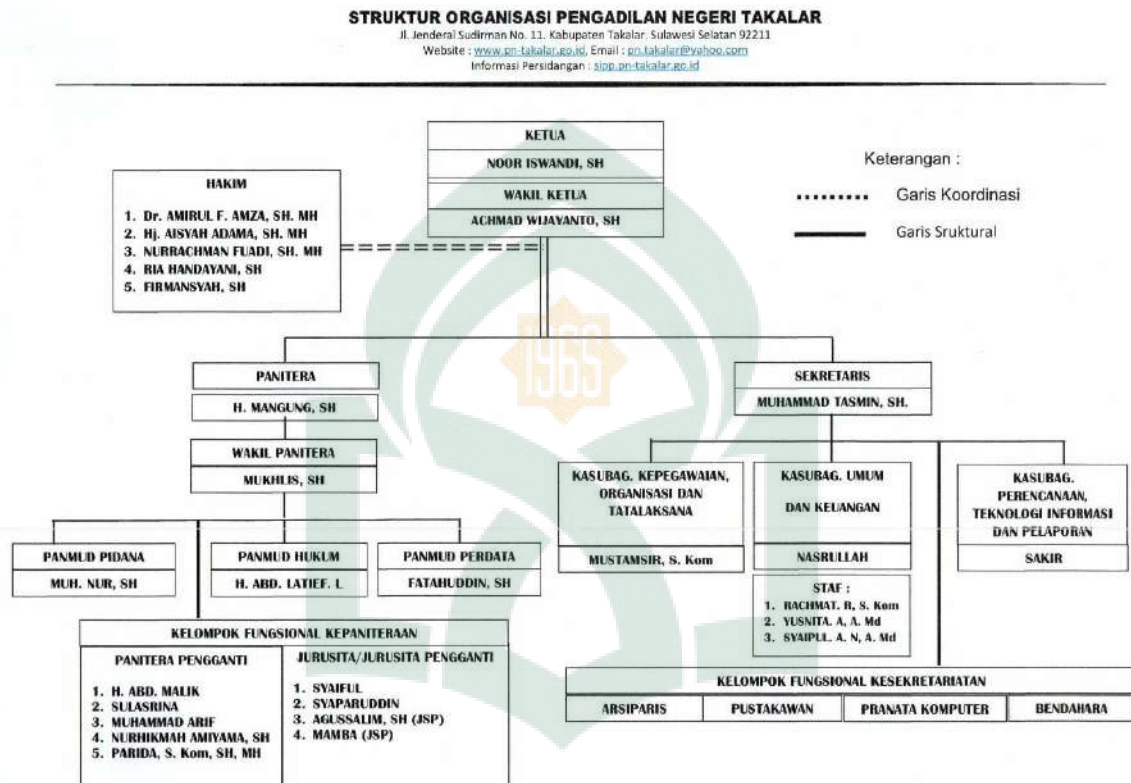 STRUKTUR ORGANISASI PENGADILAN NEGERI TAKALAR
Jl. Jenderal Sudirman No. 11. Kabupaten Takalar. Sulawesi Selatan 92211
Website : www.pn-takalar.go.id, Email : pn.takalar@yahoo.com
Informasi Persidangan : sipp.pn-takalar.go.id
KETUA
NOOR ISWANDI, SH
WAKIL KETUA
ACHMAD WIJAYANTO, SH
Keterangan :
Garis Koordinasi
Garis Sruktural
HAKIM
1. Dr. AMIRUL F. AMZA, SH. MH
2. Hj. AISYAH ADAMA, SH. MH
3. NURRACHMAN FUADI, SH. MH
4. RIA HANDAYANI, SH
5. FIRMANSYAH, SH
1965
PANITERA
H. MANGUNG, SH
WAKIL PANITERA
MUKHLIS, SH
SEKRETARIS
MUHAMMAD TASMIN, SH.
KASUBAG. KEPEGAWAIAN,
ORGANISASI DAN
TATALAKSANA
MUSTAMSIR, S. Kom
KASUBAG. UMUM
DAN KEUANGAN
NASRULLAH
STAF :
1. RACHMAT. R, S. Kom
2. YUSNITA. A, A. Md
3. SYAIPUL. A. N, A. Md
KASUBAG.
PERENCANAAN,
TEKNOLOGI INFORMASI
DAN PELAPORAN
SAKIR
PANMUD PIDANA
MUH. NUR, SH
PANMUD HUKUM
H. ABD. LATIEF. L
PANMUD PERDATA
FATAHUDDIN, SH
KELOMPOK FUNGSIONAL KEPANITERAAN
PANITERA PENGGANTI
1. H. ABD. MALIK
2. SULASRINA
3. MUHAMMAD ARIF
4. NURHIKMAH AMIYAMA, SH
5. PARIDA, S. Kom, SH, MH
JURUSITA/JURUSITA PENGGANTI
1. SYAIFUL
2. SYAPARUDDIN
3. AGUSSALIM, SH (JSP)
4. MAMBA (JSP)
KELOMPOK FUNGSIONAL KESEKRETARIATAN
ARSIPARIS
PUSTAKAWAN
PRANATA KOMPUTER
BENDAHARA